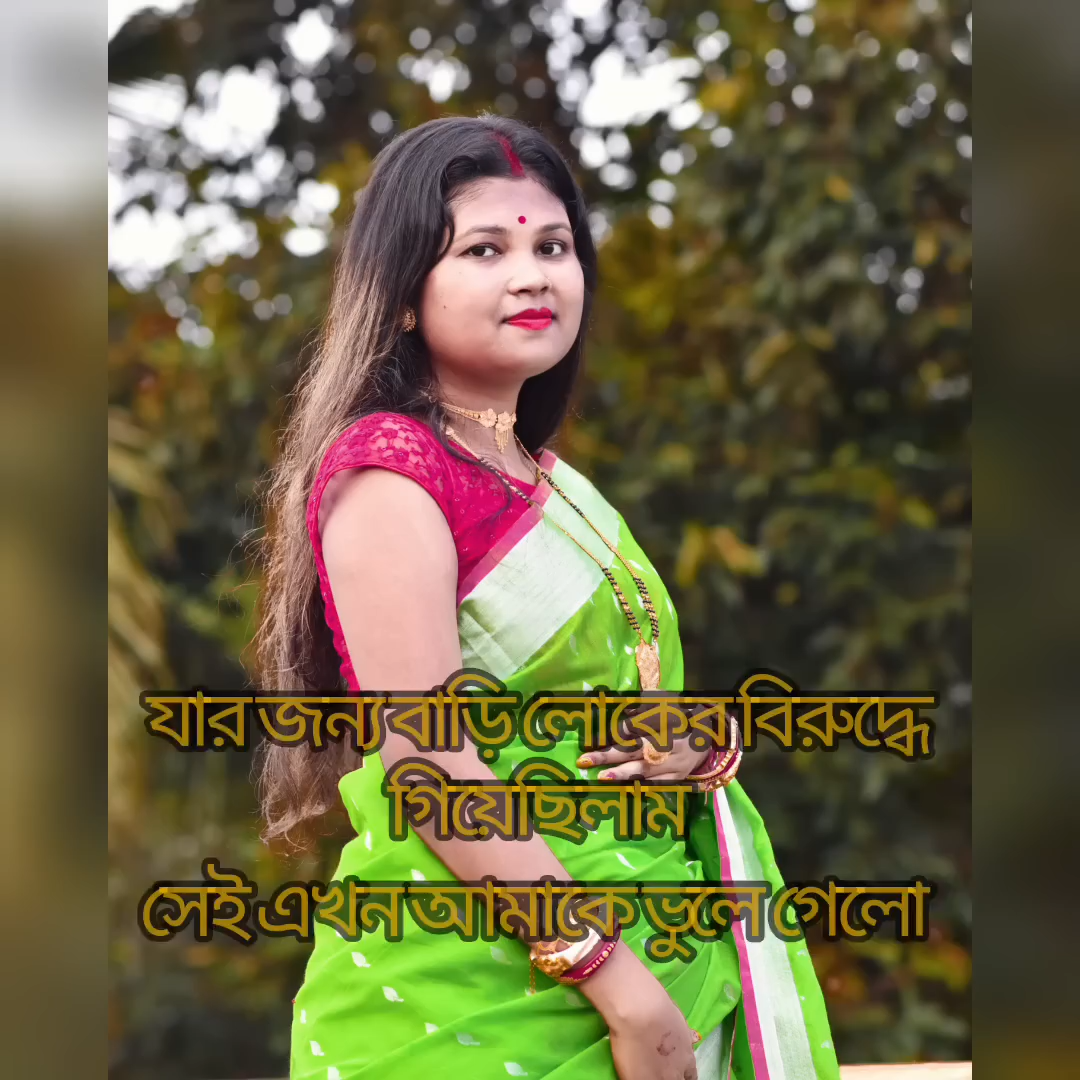 যার জন্য বাড়ি লোকের বিরুদ্ধে
গিয়েছিলাম
সেই এখন আমাকে ভুলে গেলো